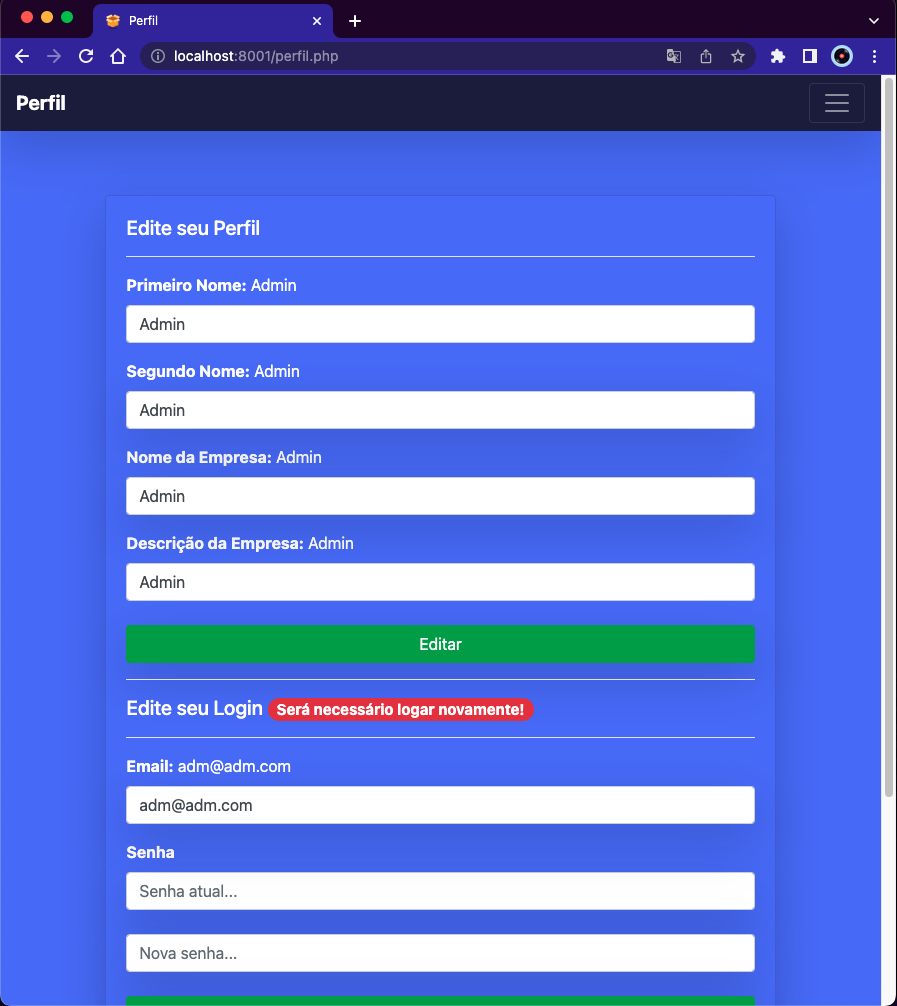 Perfil
localhost:8001/perfil.php
Perfil
Edite seu Perfil
Primeiro Nome: Admin
Admin
Segundo Nome: Admin
Admin
Nome da Empresa: Admin
Admin
Descrição da Empresa: Admin
Admin
Editar
Edite seu Login Será necessário logar novamente!
Email: adm@adm.com
adm@adm.com
Senha
Senha atual...
Nova senha...